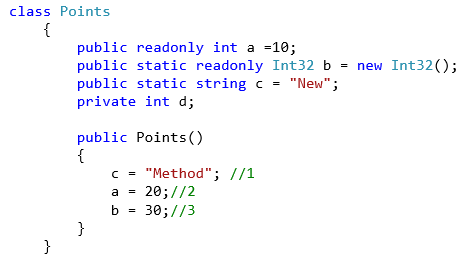 class Points
    {
        public readonly int a =10;
        public static readonly Int32 b = new Int32();
        public static string c = "New";
        private int d;

        public Points()
        {
            c = "Method"; //1
            a = 20;//2
            b = 30;//3
        }
    }